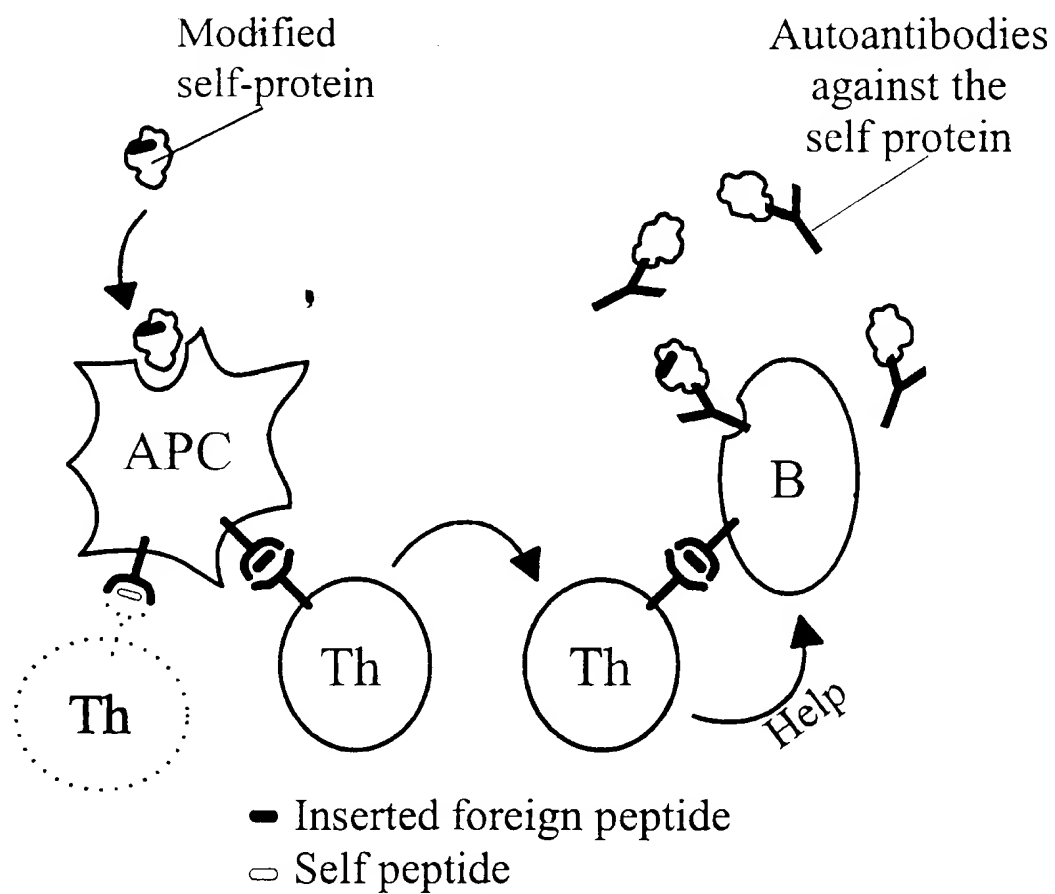 Modified
self-protein
Autoantibodies
against the
self protein
APC
B
Th
Th
Th
Help
Inserted foreign peptide
Self peptide